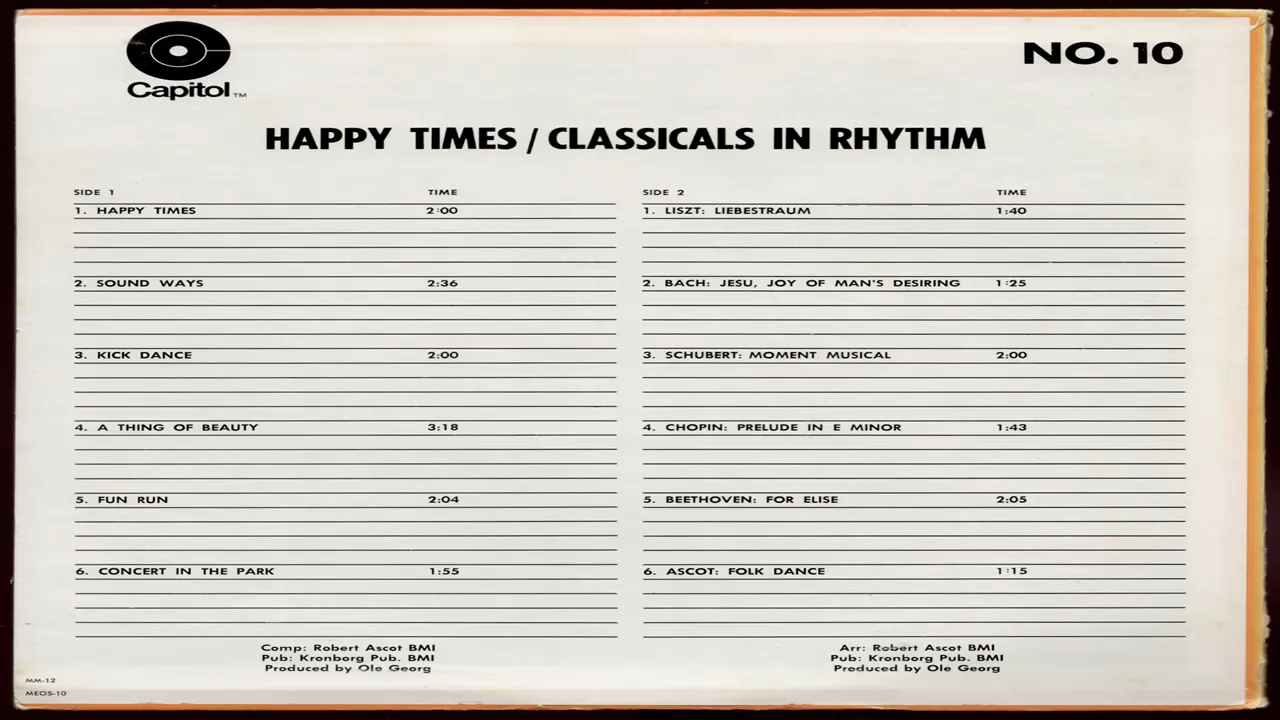 Capitol TM
NO. 10
HAPPY TIMES / CLASSICALS IN RHYTHM
SIDE 1 TIME
1. HAPPY TIMES 2:00
2. SOUND WAYS 2:36
3. KICK DANCE 2:00
4. A THING OF BEAUTY 3:18
5. FUN RUN 2:04
6. CONCERT IN THE PARK 1:55
Comp: Robert Ascot BMI
Pub: Kronborg Pub. BMI
Produced by Ole Georg
SIDE 2 TIME
1. LISZT: LIEBESTRAUM 1:40
2. BACH: JESU, JOY OF MAN'S DESIRING 1:25
3. SCHUBERT: MOMENT MUSICAL 2:00
4. CHOPIN: PRELUDE IN E MINOR 1:43
5. BEETHOVEN: FOR ELISE 2:05
6. ASCOT: FOLK DANCE 1:15
Arr: Robert Ascot BMI
Pub: Kronborg Pub. BMI
Produced by Ole Georg
MM-12
MEOS-10